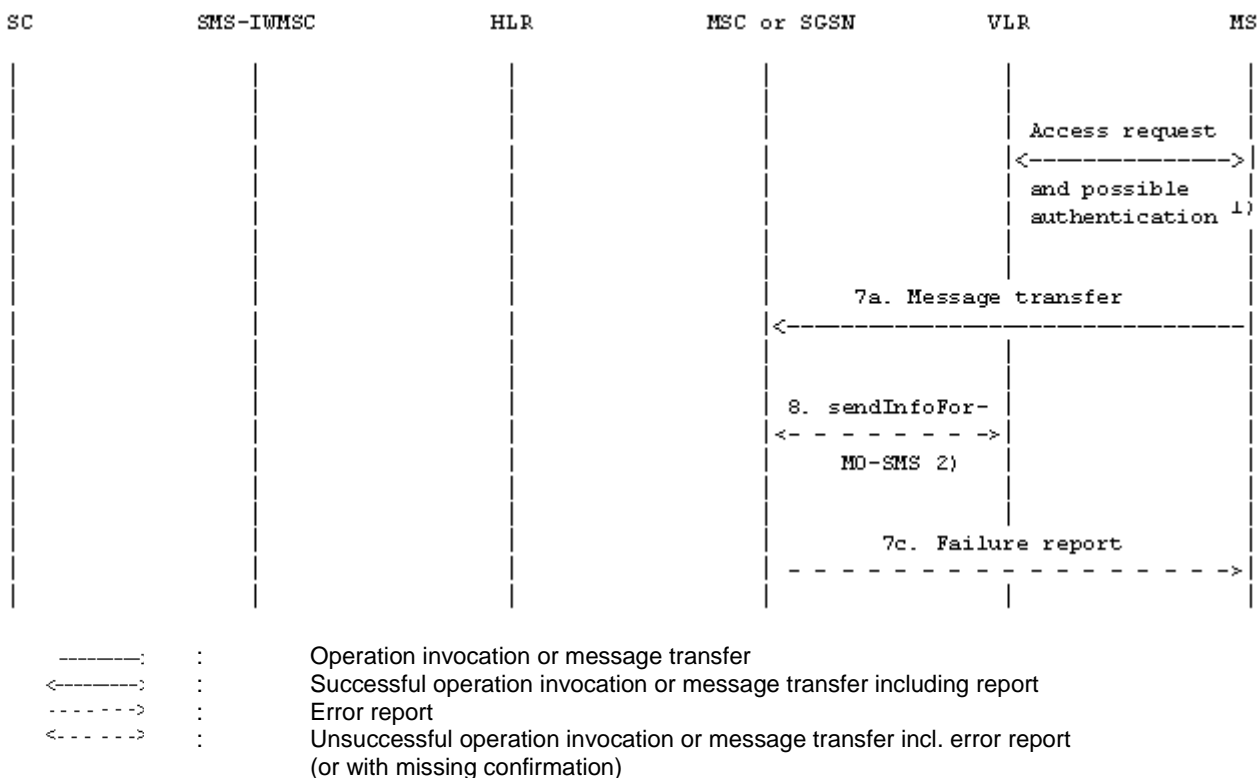 SC SMS-IWMSC HLR MSC or SGSN VLR MS
Access request
and possible
authentication 1)
7a. Message transfer
8. sendInfoFor-
MO-SMS 2)
7c. Failure report
: Operation invocation or message transfer
: Successful operation invocation or message transfer including report
: Error report
: Unsuccessful operation invocation or message transfer incl. error report
(or with missing confirmation)